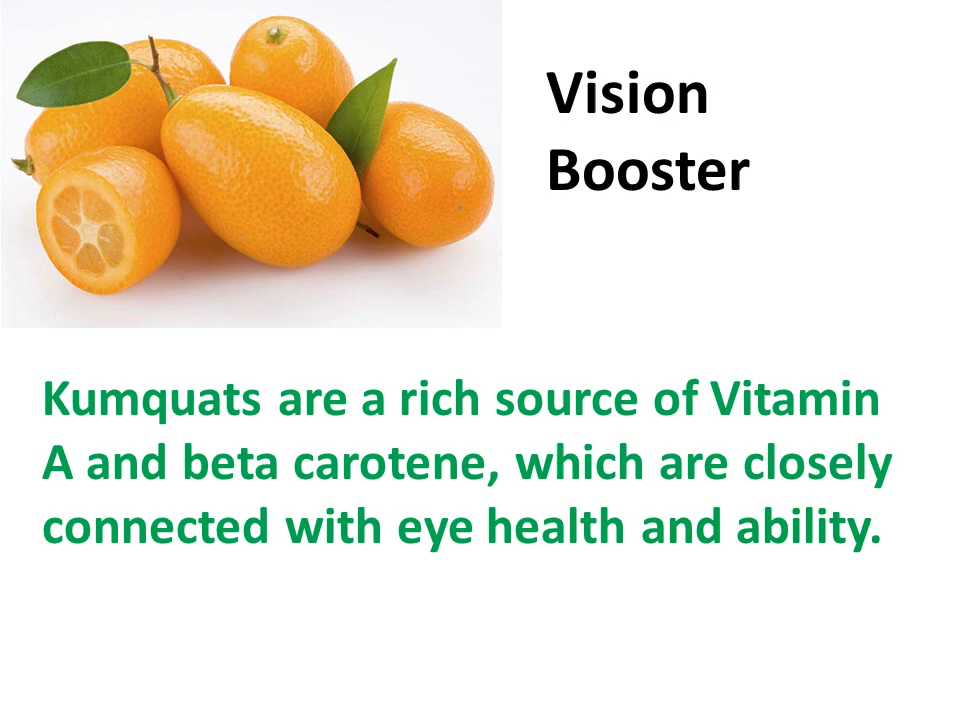 Vision
Booster
Kumquats are a rich source of Vitamin
A and beta carotene, which are closely
connected with eye health and ability.